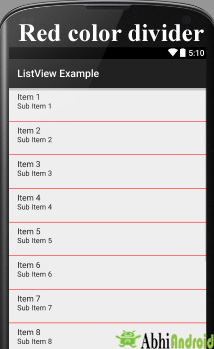 Red color divider
5:10
ListView Example
Item 1
Sub Item 1
Item 2
Sub Item 2
Item 3
Sub Item 3
Item 4
Sub Item 4
Item 5
Sub Item 5
Item 6
Sub Item 6
Item 7
Sub Item 7
Item 8
Sub Item 8
AbhiAndroid